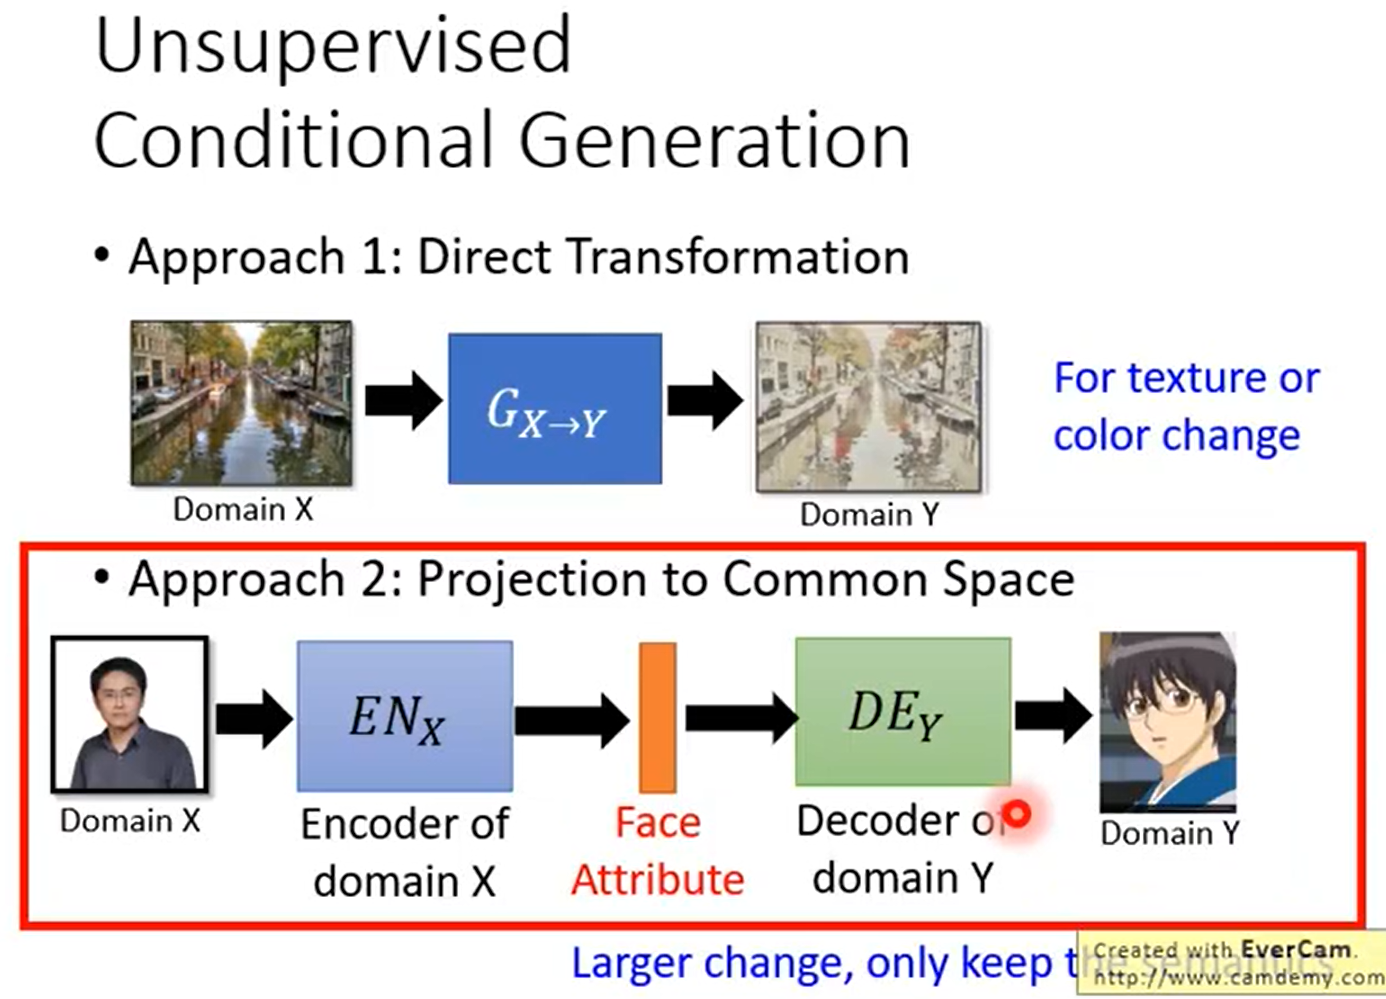 Unsupervised
Conditional Generation
• Approach 1: Direct Transformation
G_{X→Y}
For texture or
color change
Domain X
Domain Y
• Approach 2: Projection to Common Space
EN_X
DE_Y
Domain X
Encoder of
domain X
Face
Attribute
Decoder of
domain Y
Domain Y
Larger change, only keep the semantics
Created with EverCam.
http://www.camdemy.com